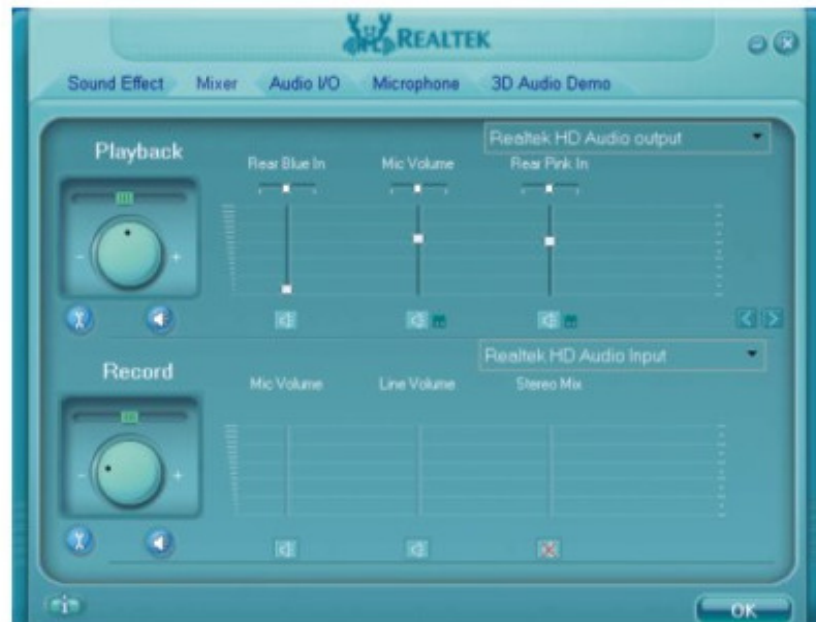 REALTEK
Sound Effect Mixer Audio I/O Microphone 3D Audio Demo
Playback
Realtek HD Audio output
Rear Blue In Mic Volume Rear Pink In
- +
Record
Realtek HD Audio Input
Mic Volume Line Volume Stereo Mix
- +
i
OK